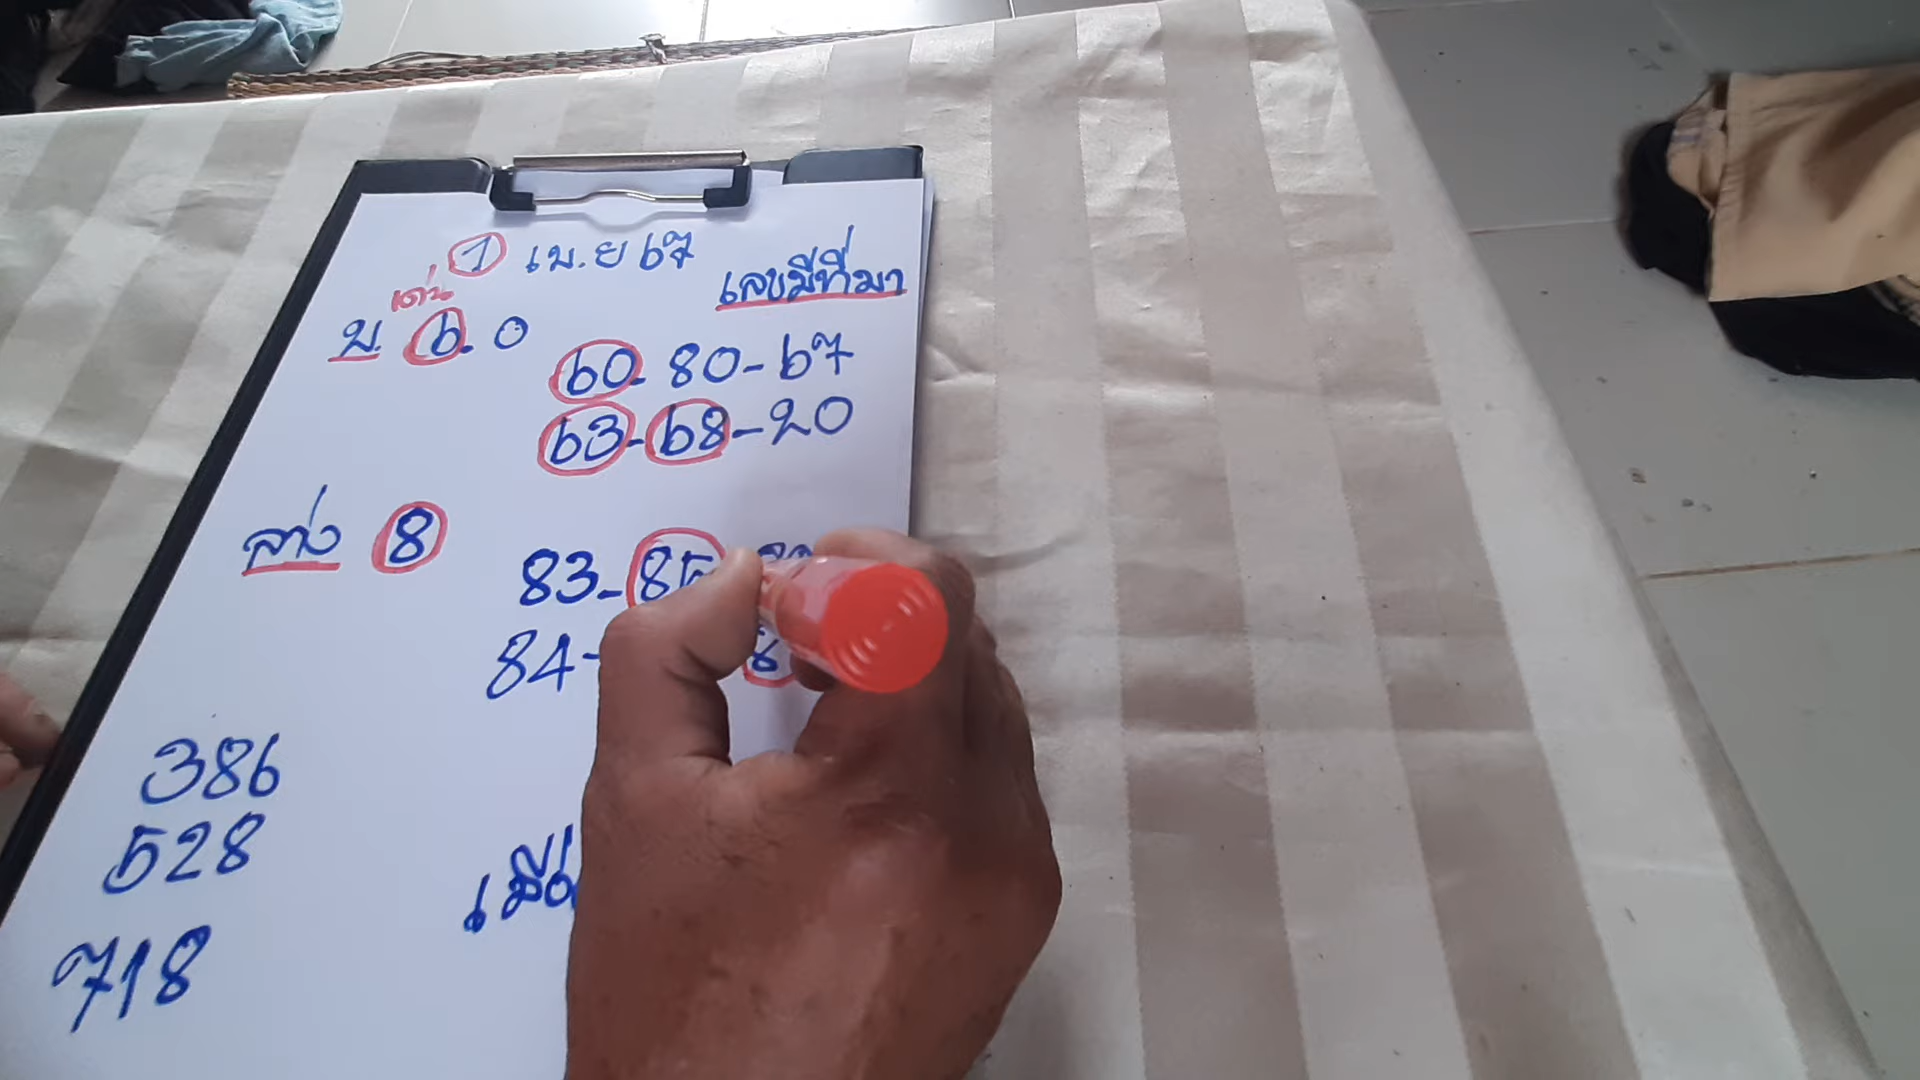 1 เม.ย 67
เลขมีที่มา
เด่น
บ. 6.0
60-80-67
63-68-20
ล่าง 8
83-85
84-
386
528
718